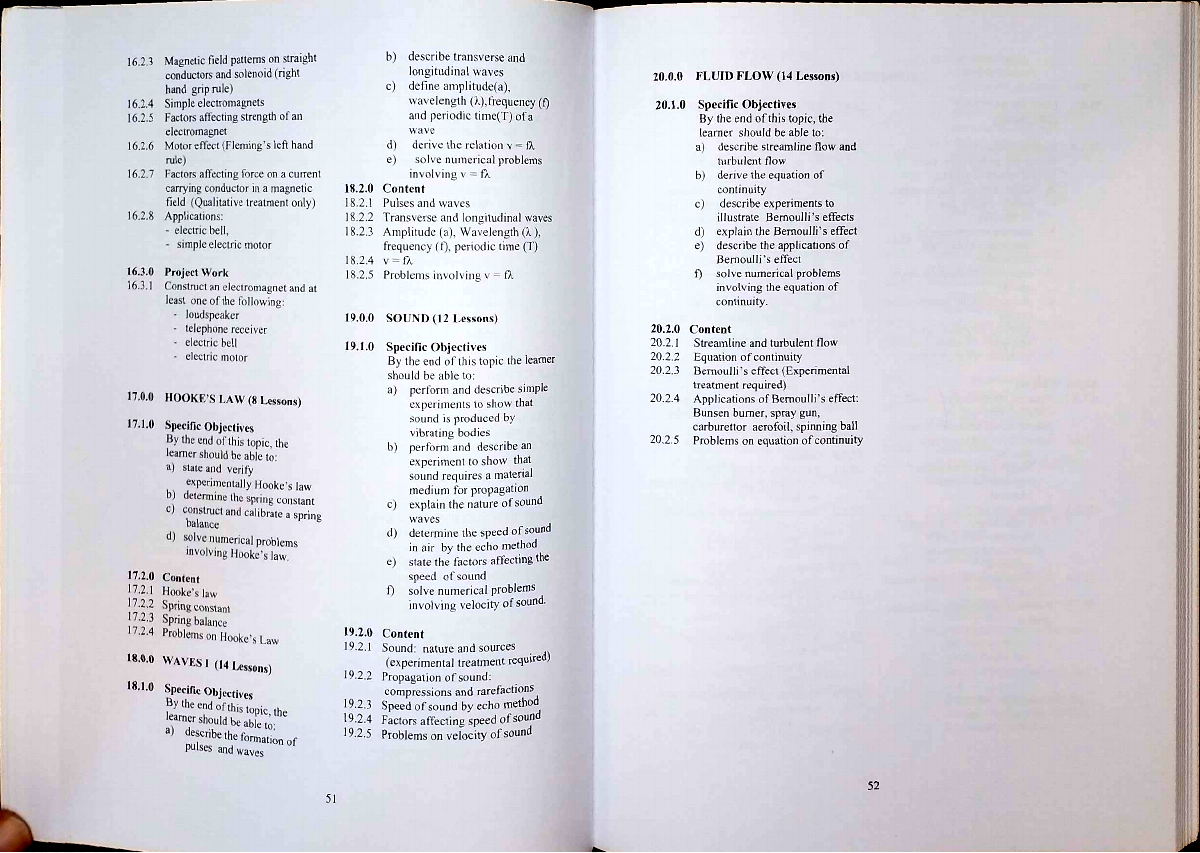 16.2.3 Magnetic field patterns on straight
conductors and solenoid (right
hand grip rule)
16.2.4 Simple electromagnets
16.2.5 Factors affecting strength of an
electromagnet
16.2.6 Motor effect (Fleming's left hand
rule)
16.2.7 Factors affecting force on a current
carrying conductor in a magnetic
field (Qualitative treatment only)
16.2.8 Applications:
- electric bell,
- simple electric motor
16.3.0 Project Work
16.3.1 Construct an electromagnet and at
least one of the following:
- loudspeaker
- telephone receiver
- electric bell
- electric motor
17.0.0 HOOKE'S LAW (8 Lessons)
17.1.0 Specific Objectives
By the end of this topic, the
learner should be able to:
a) state and verify
experimentally Hooke's law
b) determine the spring constant
c) construct and calibrate a spring
balance
d) solve numerical problems
involving Hooke's law.
17.2.0 Content
17.2.1 Hooke's law
17.2.2 Spring constant
17.2.3 Spring balance
17.2.4 Problems on Hooke's Law
18.0.0 WAVES I (14 Lessons)
18.1.0 Specific Objectives
By the end of this topic, the
learner should be able to:
a) describe the formation of
pulses and waves
b) describe transverse and
longitudinal waves
c) define amplitude(a),
wavelength (λ),frequency (f)
and periodic time(T) of a
wave
d) derive the relation v = fλ
e) solve numerical problems
involving v = fλ
18.2.0 Content
18.2.1 Pulses and waves
18.2.2 Transverse and longitudinal waves
18.2.3 Amplitude (a), Wavelength (λ ),
frequency (f), periodic time (T)
18.2.4 v = fλ
18.2.5 Problems involving v = fλ
19.0.0 SOUND (12 Lessons)
19.1.0 Specific Objectives
By the end of this topic the learner
should be able to:
a) perform and describe simple
experiments to show that
sound is produced by
vibrating bodies
b) perform and describe an
experiment to show that
sound requires a material
medium for propagation
c) explain the nature of sound
waves
d) determine the speed of sound
in air by the echo method
e) state the factors affecting the
speed of sound
f) solve numerical problems
involving velocity of sound.
19.2.0 Content
19.2.1 Sound: nature and sources
(experimental treatment required)
19.2.2 Propagation of sound:
compressions and rarefactions
19.2.3 Speed of sound by echo method
19.2.4 Factors affecting speed of sound
19.2.5 Problems on velocity of sound
51
20.0.0 FLUID FLOW (14 Lessons)
20.1.0 Specific Objectives
By the end of this topic, the
learner should be able to:
a) describe streamline flow and
turbulent flow
b) derive the equation of
continuity
c) describe experiments to
illustrate Bernoulli's effects
d) explain the Bernoulli's effect
e) describe the applications of
Bernoulli's effect
f) solve numerical problems
involving the equation of
continuity.
20.2.0 Content
20.2.1 Streamline and turbulent flow
20.2.2 Equation of continuity
20.2.3 Bernoulli's effect (Experimental
treatment required)
20.2.4 Applications of Bernoulli's effect:
Bunsen burner, spray gun,
carburettor aerofoil, spinning ball
20.2.5 Problems on equation of continuity
52